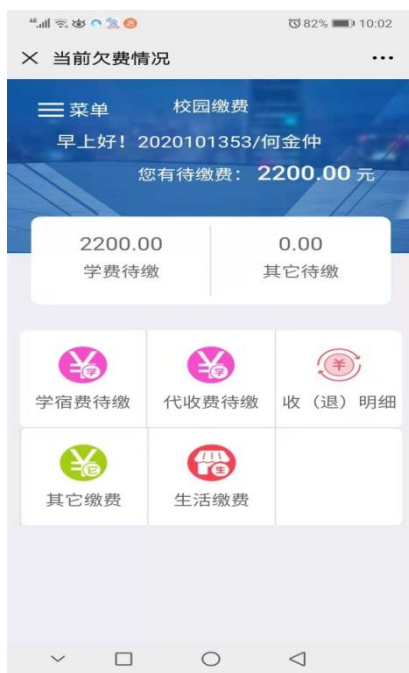 46 82% 10:02
× 当前欠费情况 ...
菜单 校园缴费
早上好！2020101353/何金仲
您有待缴费：2200.00 元
2200.00 0.00
学费待缴 其它待缴
学宿费待缴 代收费待缴 收（退）明细
其它缴费 生活缴费